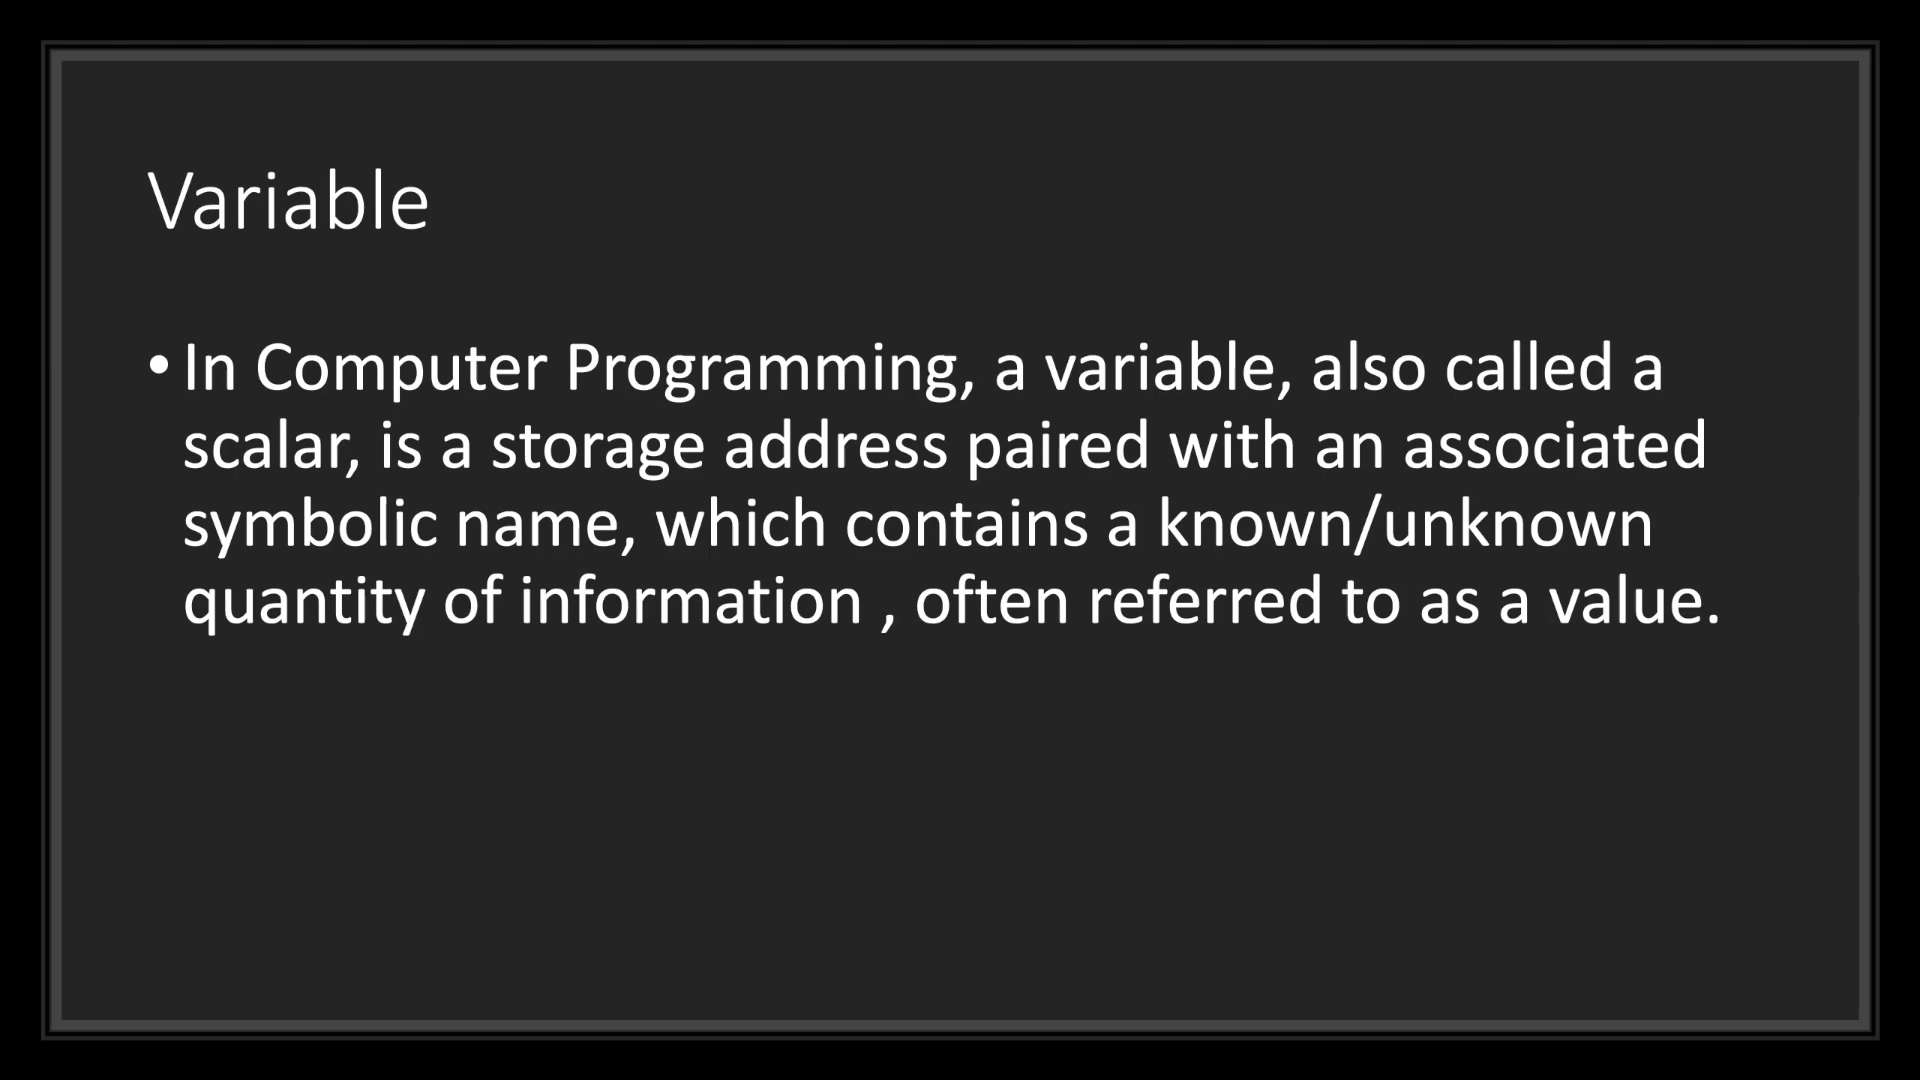 Variable
• In Computer Programming, a variable, also called a
scalar, is a storage address paired with an associated
symbolic name, which contains a known/unknown
quantity of information , often referred to as a value.